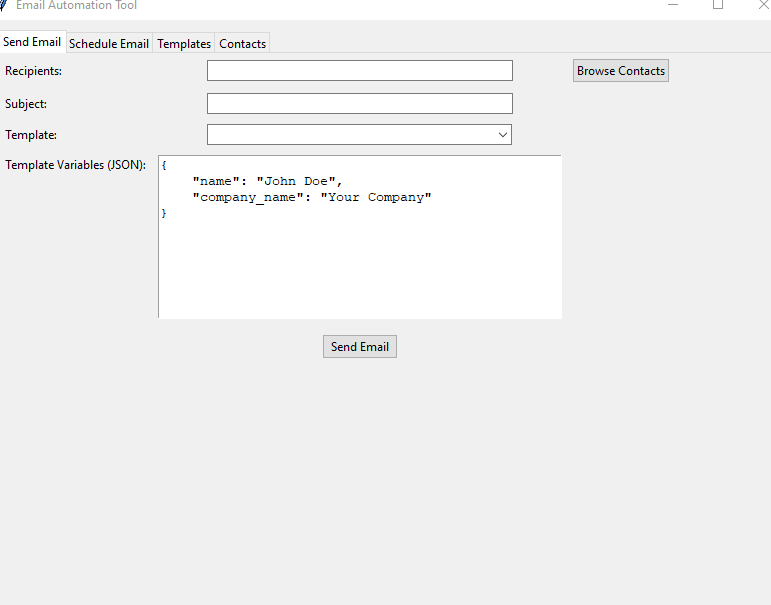 Email Automation Tool
Send Email Schedule Email Templates Contacts
Recipients: Browse Contacts
Subject:
Template:
Template Variables (JSON): {
"name": "John Doe",
"company_name": "Your Company"
}
Send Email